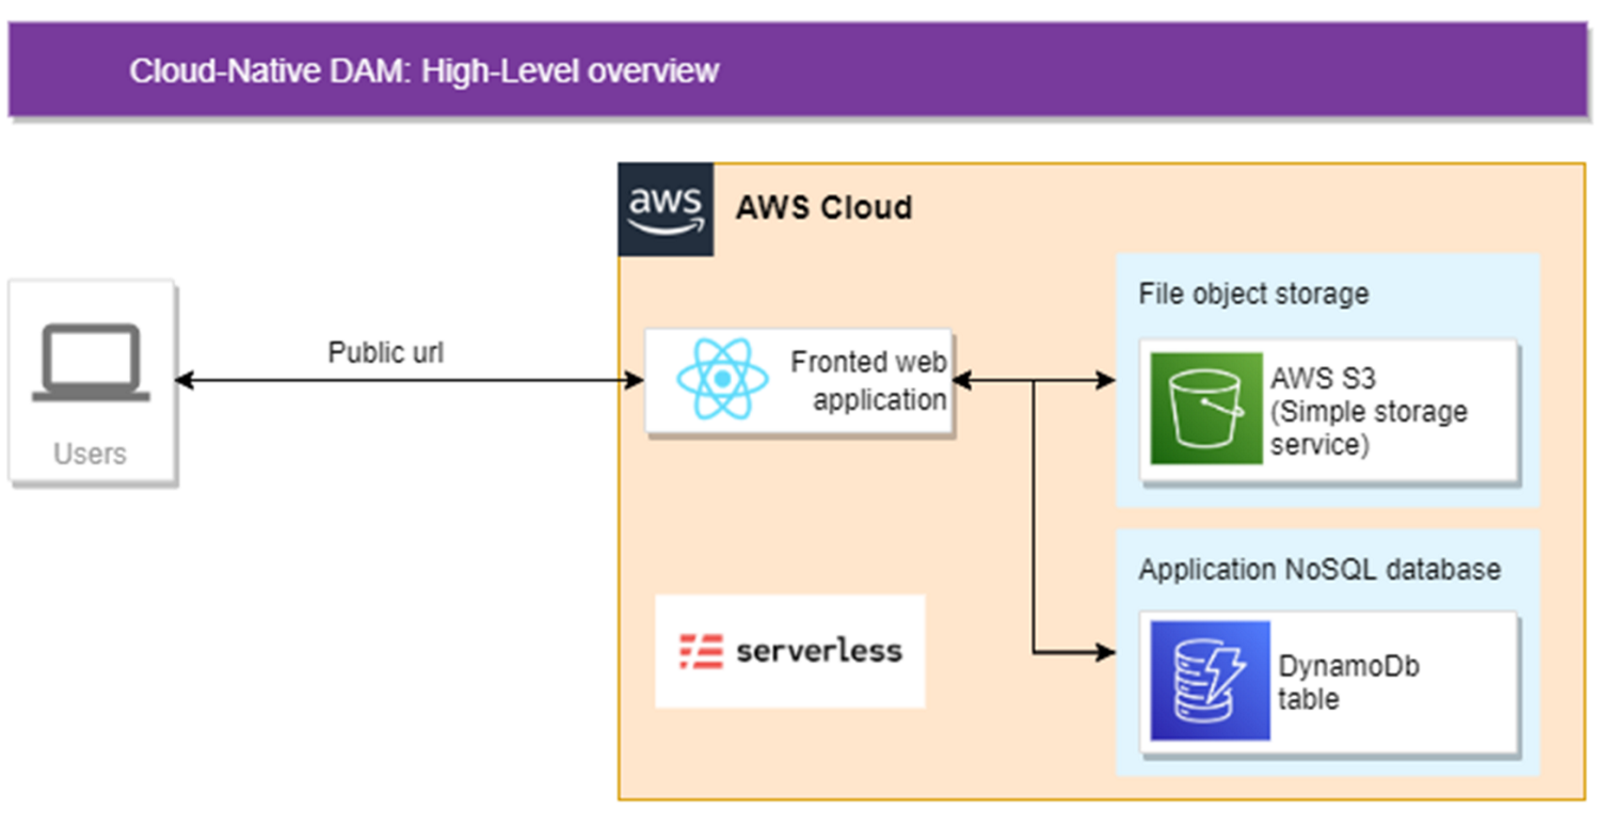 Cloud-Native DAM: High-Level overview
aws
AWS Cloud
Users
Public url
Fronted web
application
File object storage
AWS S3
(Simple storage
service)
serverless
Application NoSQL database
DynamoDb
table